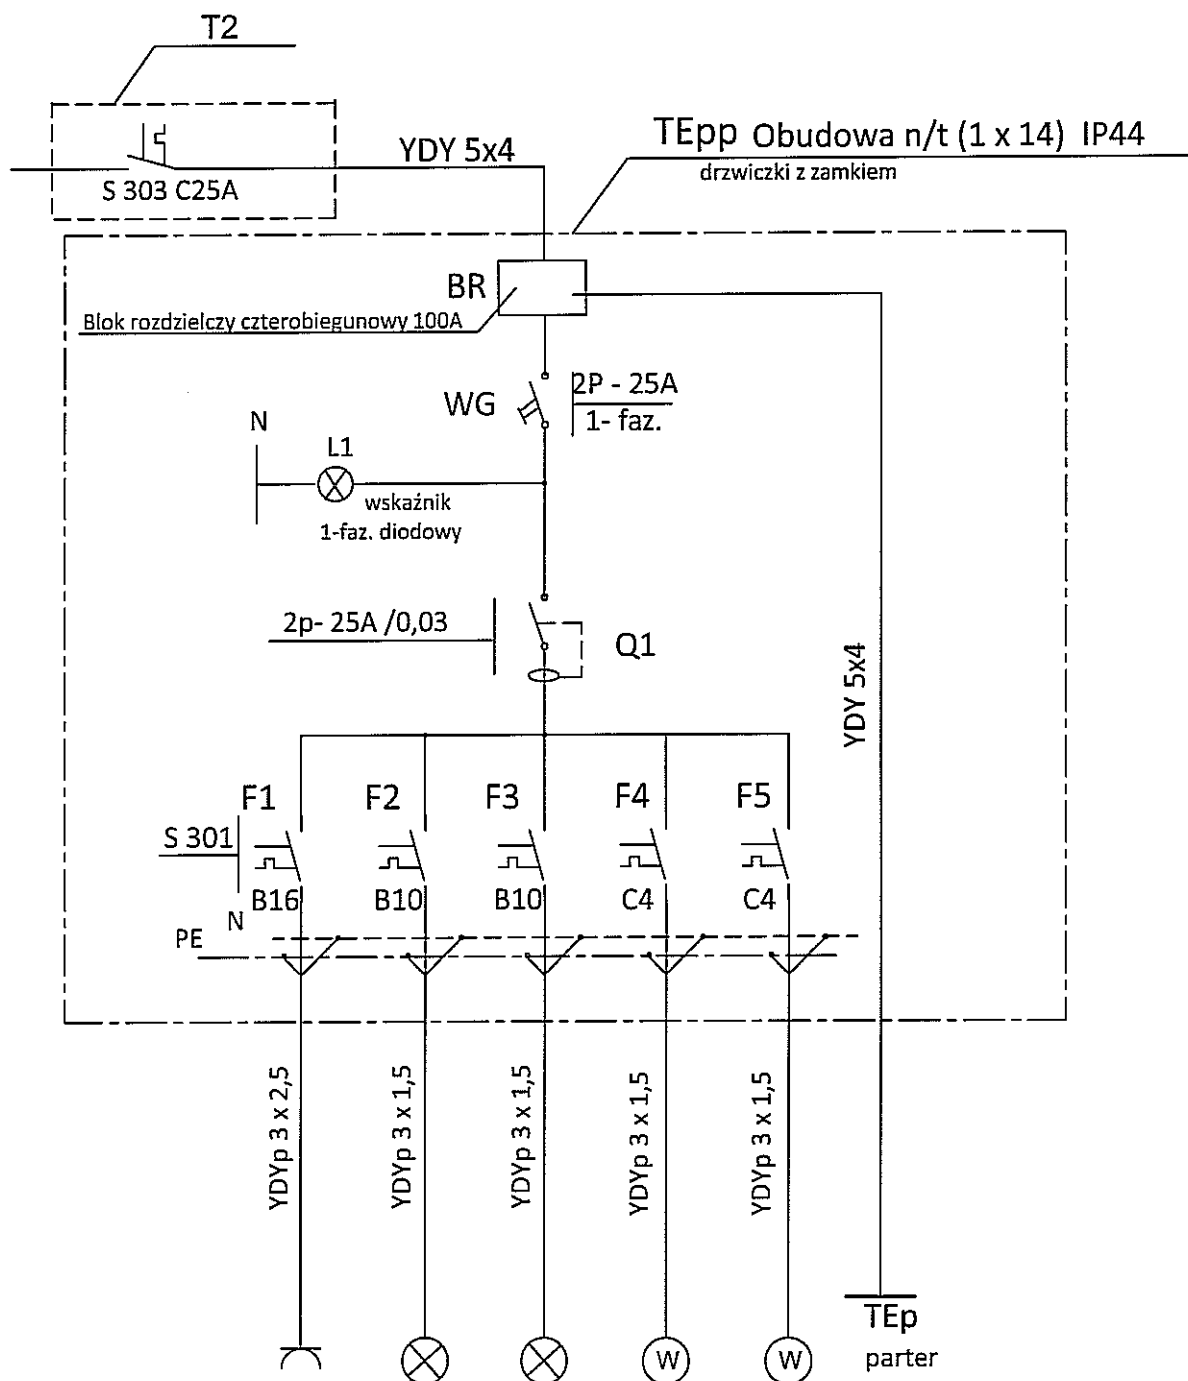 T2
S 303 C25A
YDY 5x4
TEpp Obudowa n/t (1 x 14) IP44
drzwiczki z zamkiem
BR
Blok rozdzielczy czterobiegunowy 100A
WG
2P - 25A
1- faz.
N
L1
wskaźnik
1-faz. diodowy
2p- 25A /0,03
Q1
YDY 5x4
F1
F2
F3
F4
F5
S 301
B16
B10
B10
C4
C4
N
PE
YDYp 3 x 2,5
YDYp 3 x 1,5
YDYp 3 x 1,5
YDYp 3 x 1,5
YDYp 3 x 1,5
W
W
TEp
parter